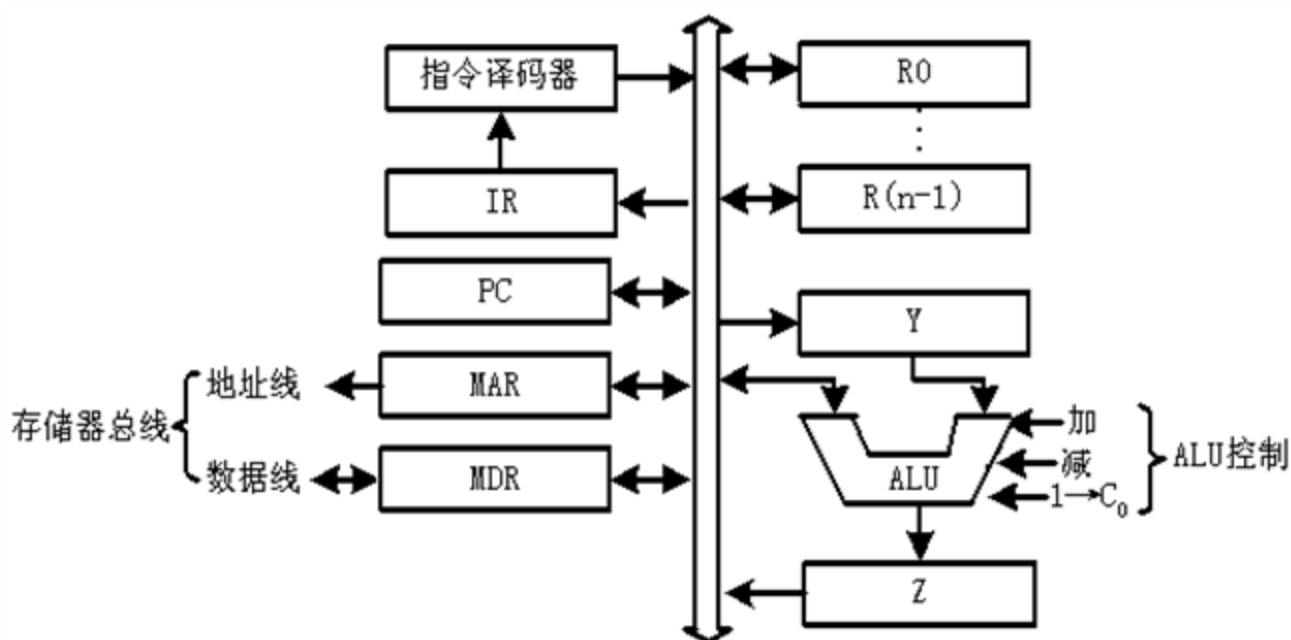 指令译码器
IR
PC
MAR
MDR
地址线
存储器总线
数据线
R0
R(n-1)
Y
ALU
Z
加
减
1→C₀
ALU控制